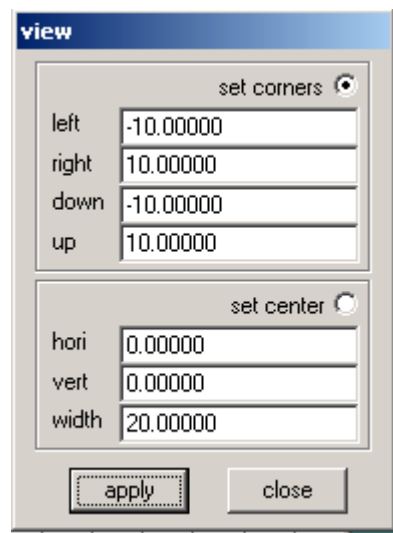 view
set corners
left -10.00000
right 10.00000
down -10.00000
up 10.00000
set center
hori 0.00000
vert 0.00000
width 20.00000
apply close